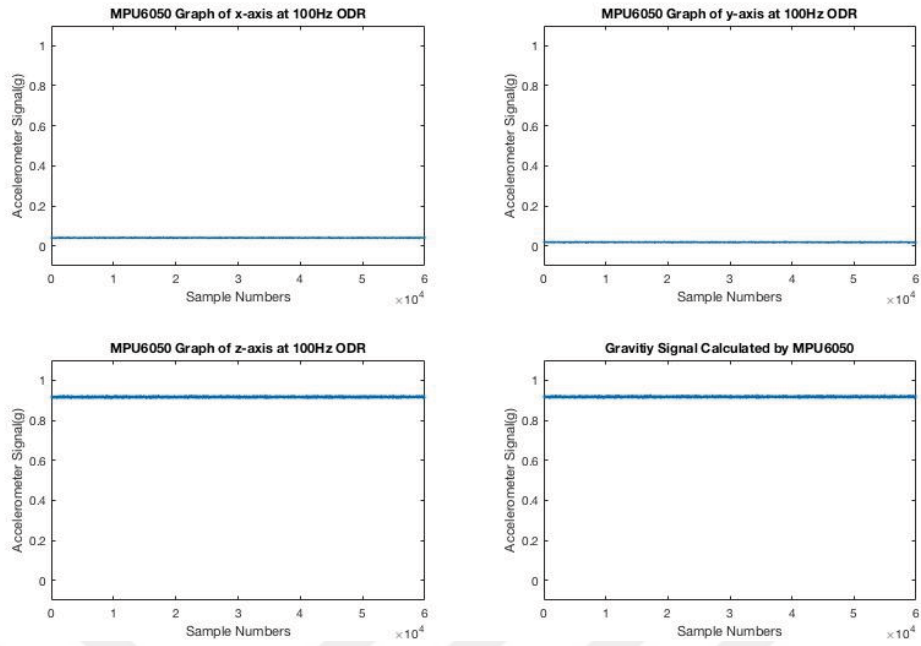 MPU6050 Graph of x-axis at 100Hz ODR
Accelerometer Signal(g)
1
0.8
0.6
0.4
0.2
0
0 1 2 3 4 5 6
Sample Numbers
×10^4
MPU6050 Graph of y-axis at 100Hz ODR
Accelerometer Signal(g)
1
0.8
0.6
0.4
0.2
0
0 1 2 3 4 5 6
Sample Numbers
×10^4
MPU6050 Graph of z-axis at 100Hz ODR
Accelerometer Signal(g)
1
0.8
0.6
0.4
0.2
0
0 1 2 3 4 5 6
Sample Numbers
×10^4
Gravitiy Signal Calculated by MPU6050
Accelerometer Signal(g)
1
0.8
0.6
0.4
0.2
0
0 1 2 3 4 5 6
Sample Numbers
×10^4